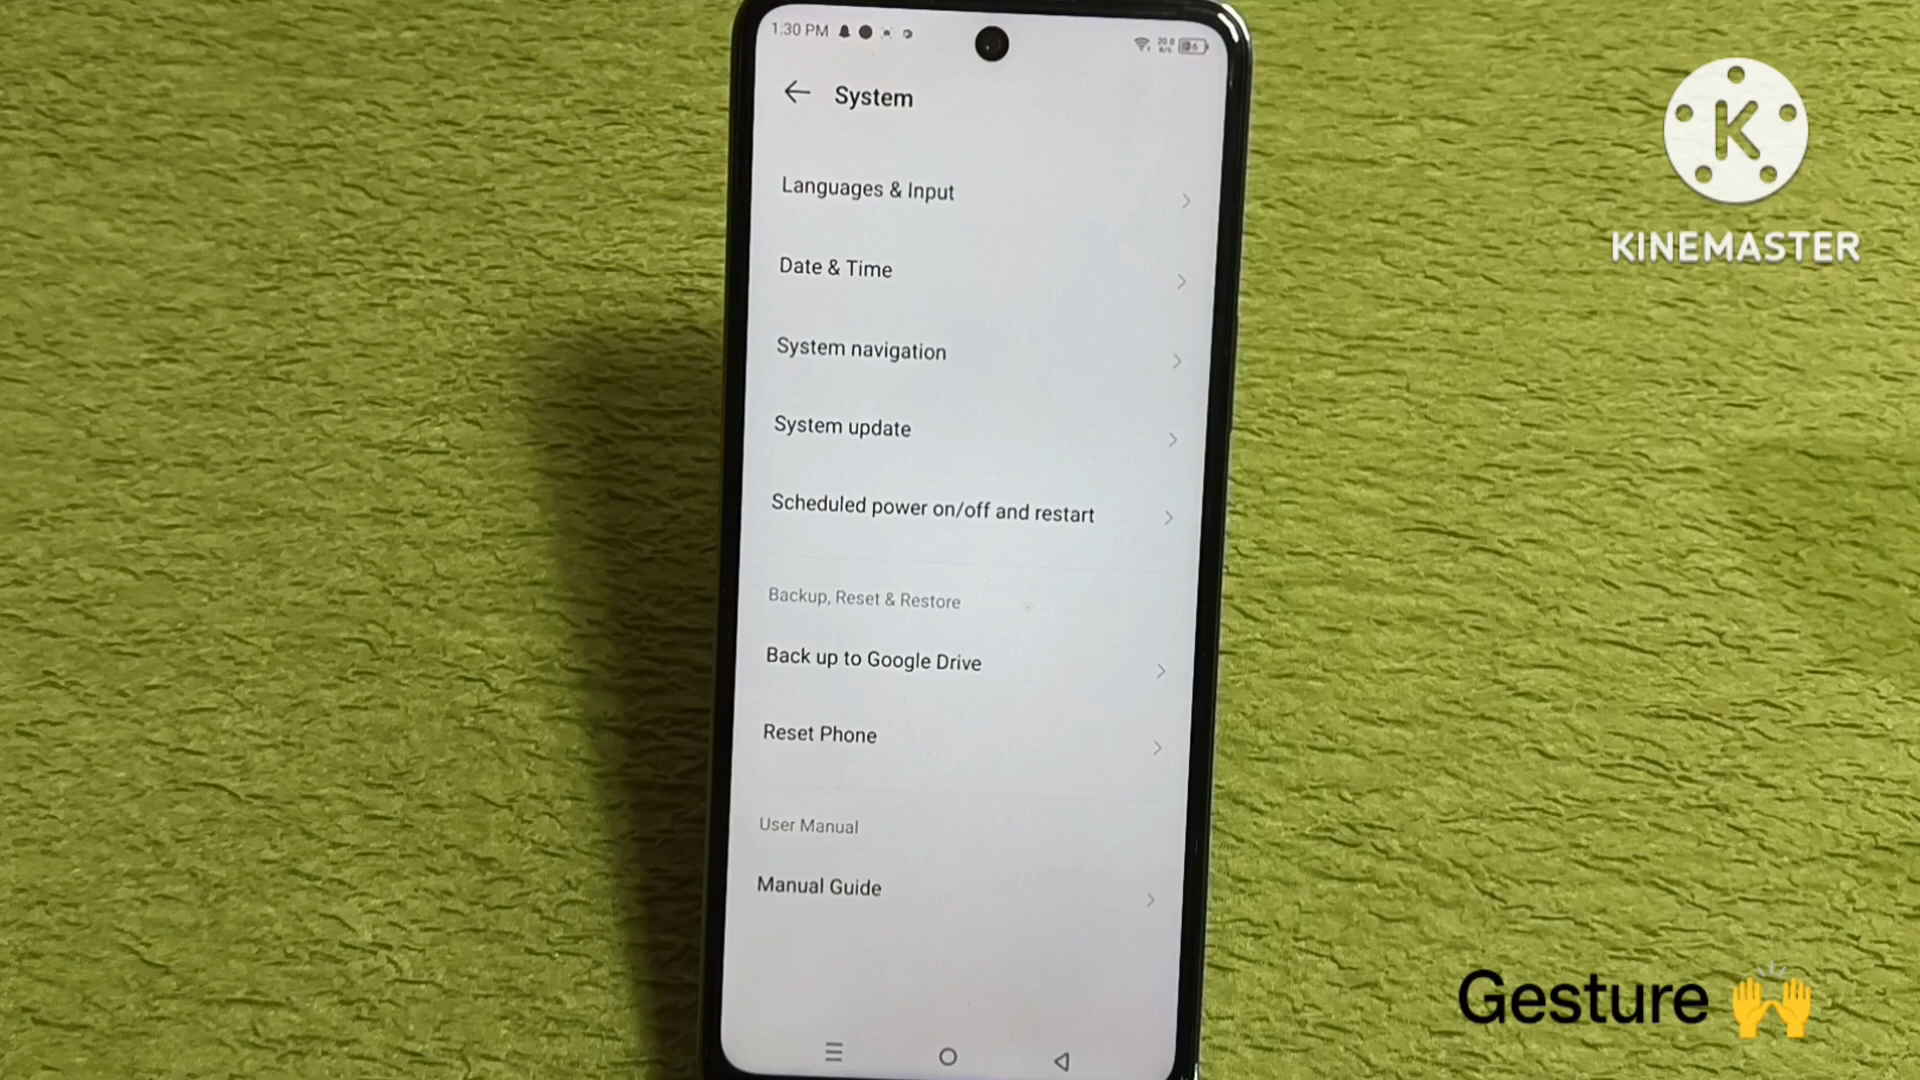 1:30 PM
System
KINEMASTER
Languages & Input
Date & Time
System navigation
System update
Scheduled power on/off and restart
Backup, Reset & Restore
Back up to Google Drive
Reset Phone
User Manual
Manual Guide
Gesture 🙌